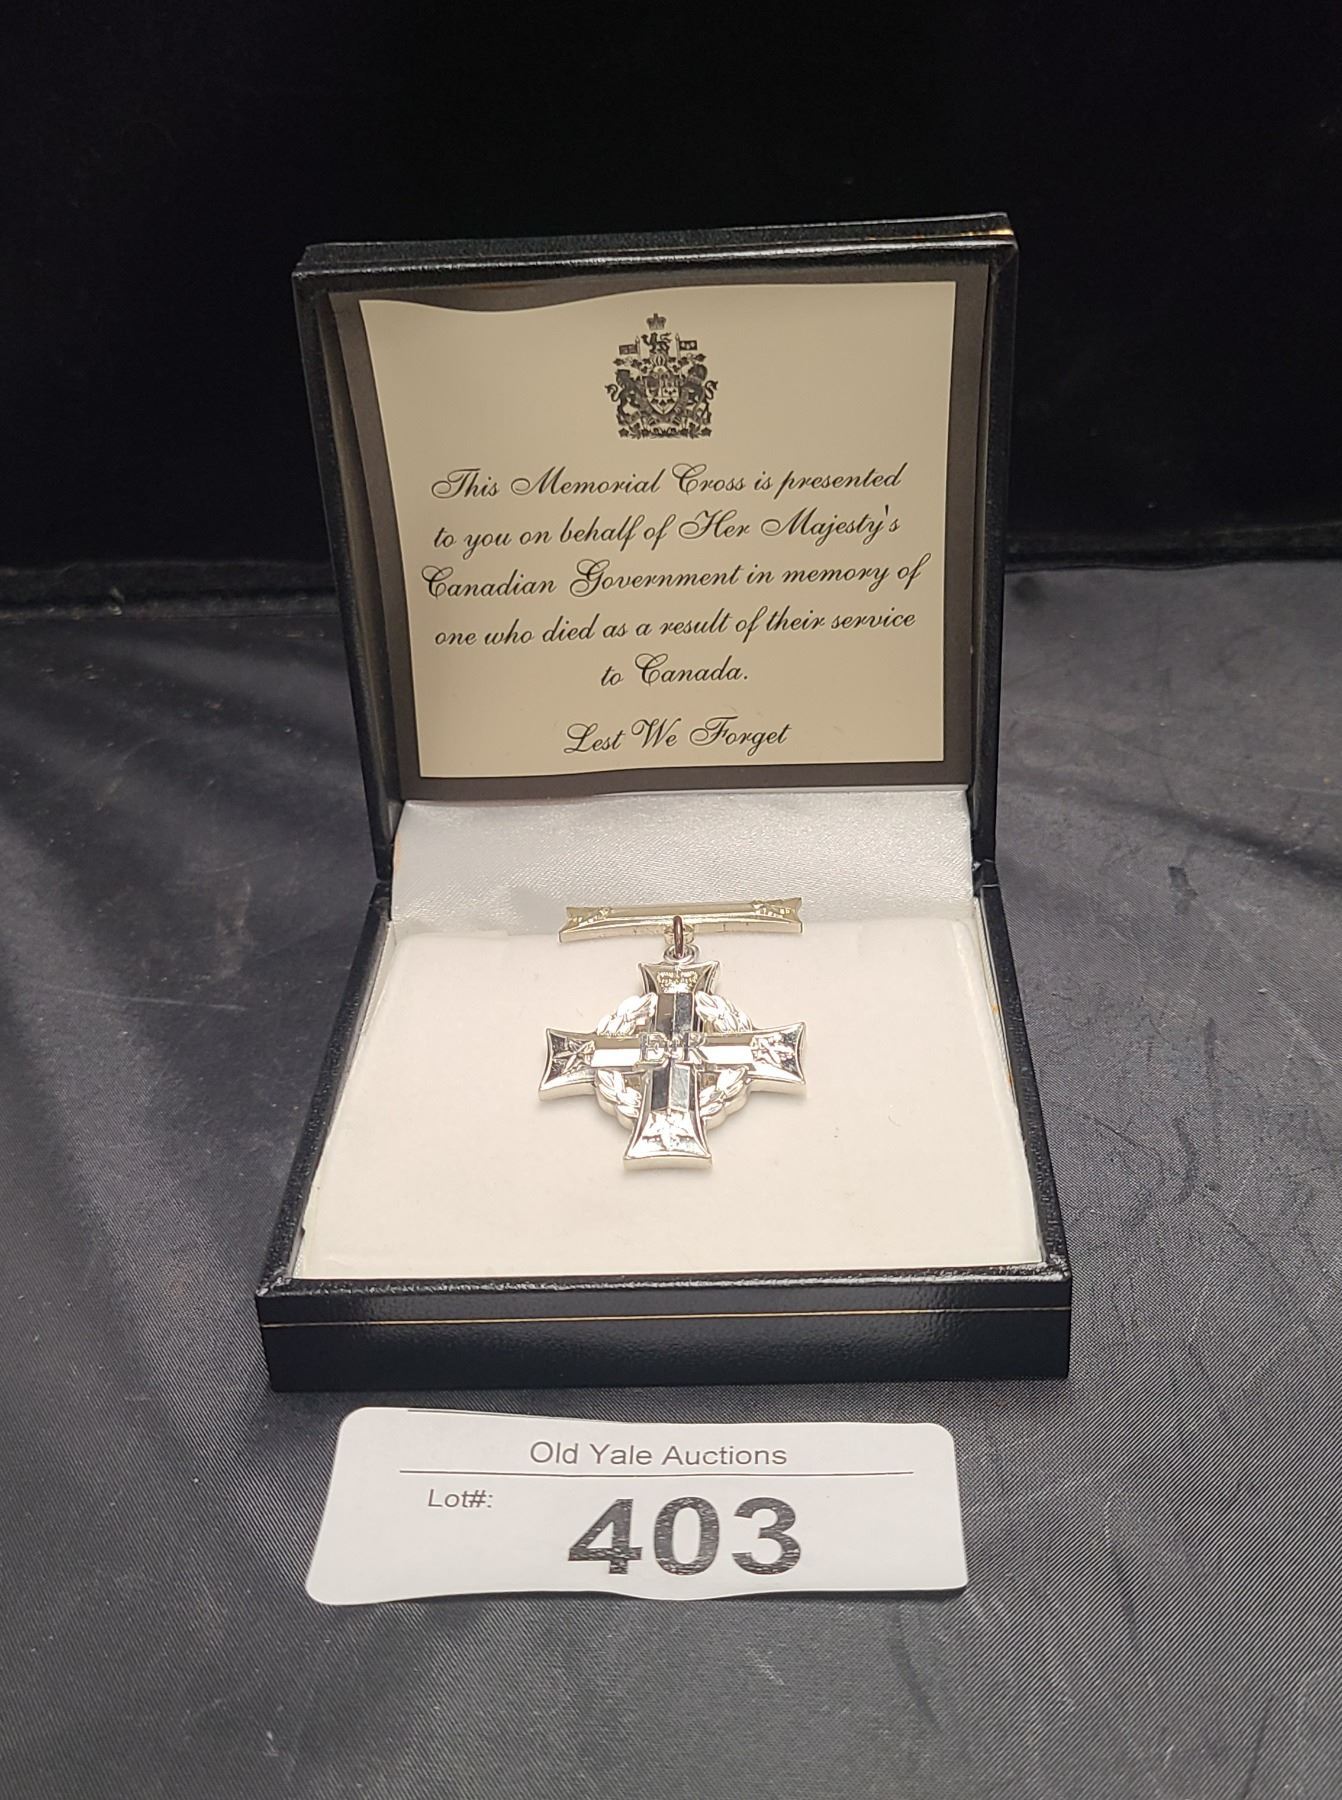 This Memorial Cross is presented
to you on behalf of Her Majesty's
Canadian Government in memory of
one who died as a result of their service
to Canada.
Lest We Forget
EIIR
Old Yale Auctions
Lot#: 403